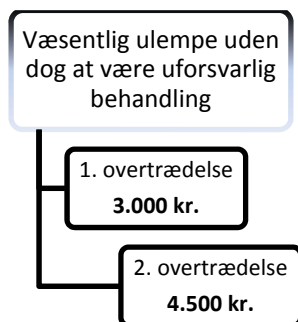 Væsentlig ulempe uden
dog at være uforsvarlig
behandling
1. overtrædelse
3.000 kr.
2. overtrædelse
4.500 kr.